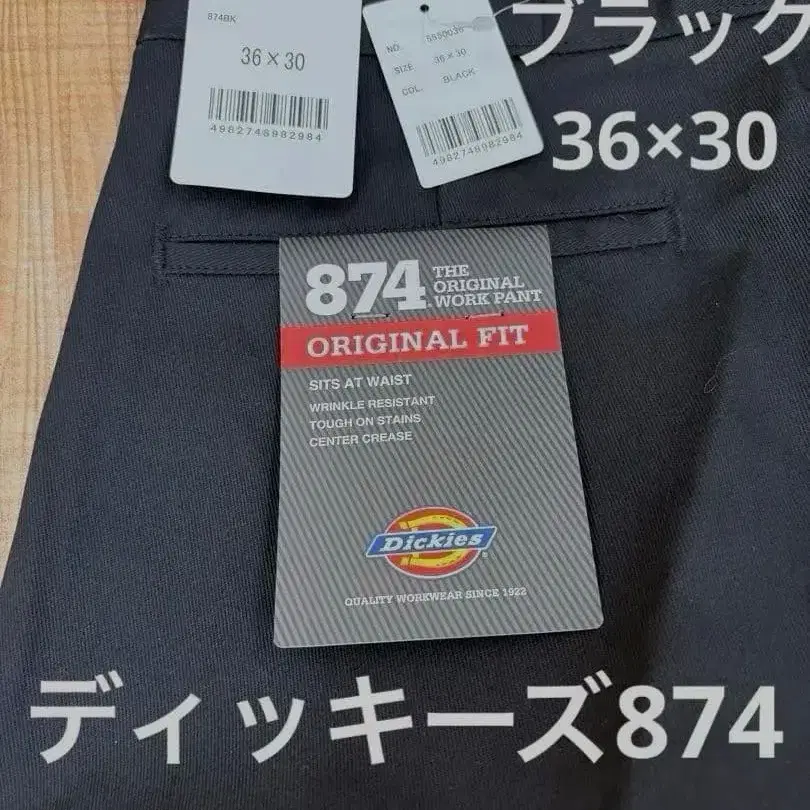 874BK
36×30
4982748982984
NO.
SIZE 36×30
COL. BLACK
4982748982984
ブラック
36×30
874 THE
ORIGINAL
WORK PANT
ORIGINAL FIT
SITS AT WAIST
WRINKLE RESISTANT
TOUGH ON STAINS
CENTER CREASE
Dickies
QUALITY WORKWEAR SINCE 1922
ディッキーズ874